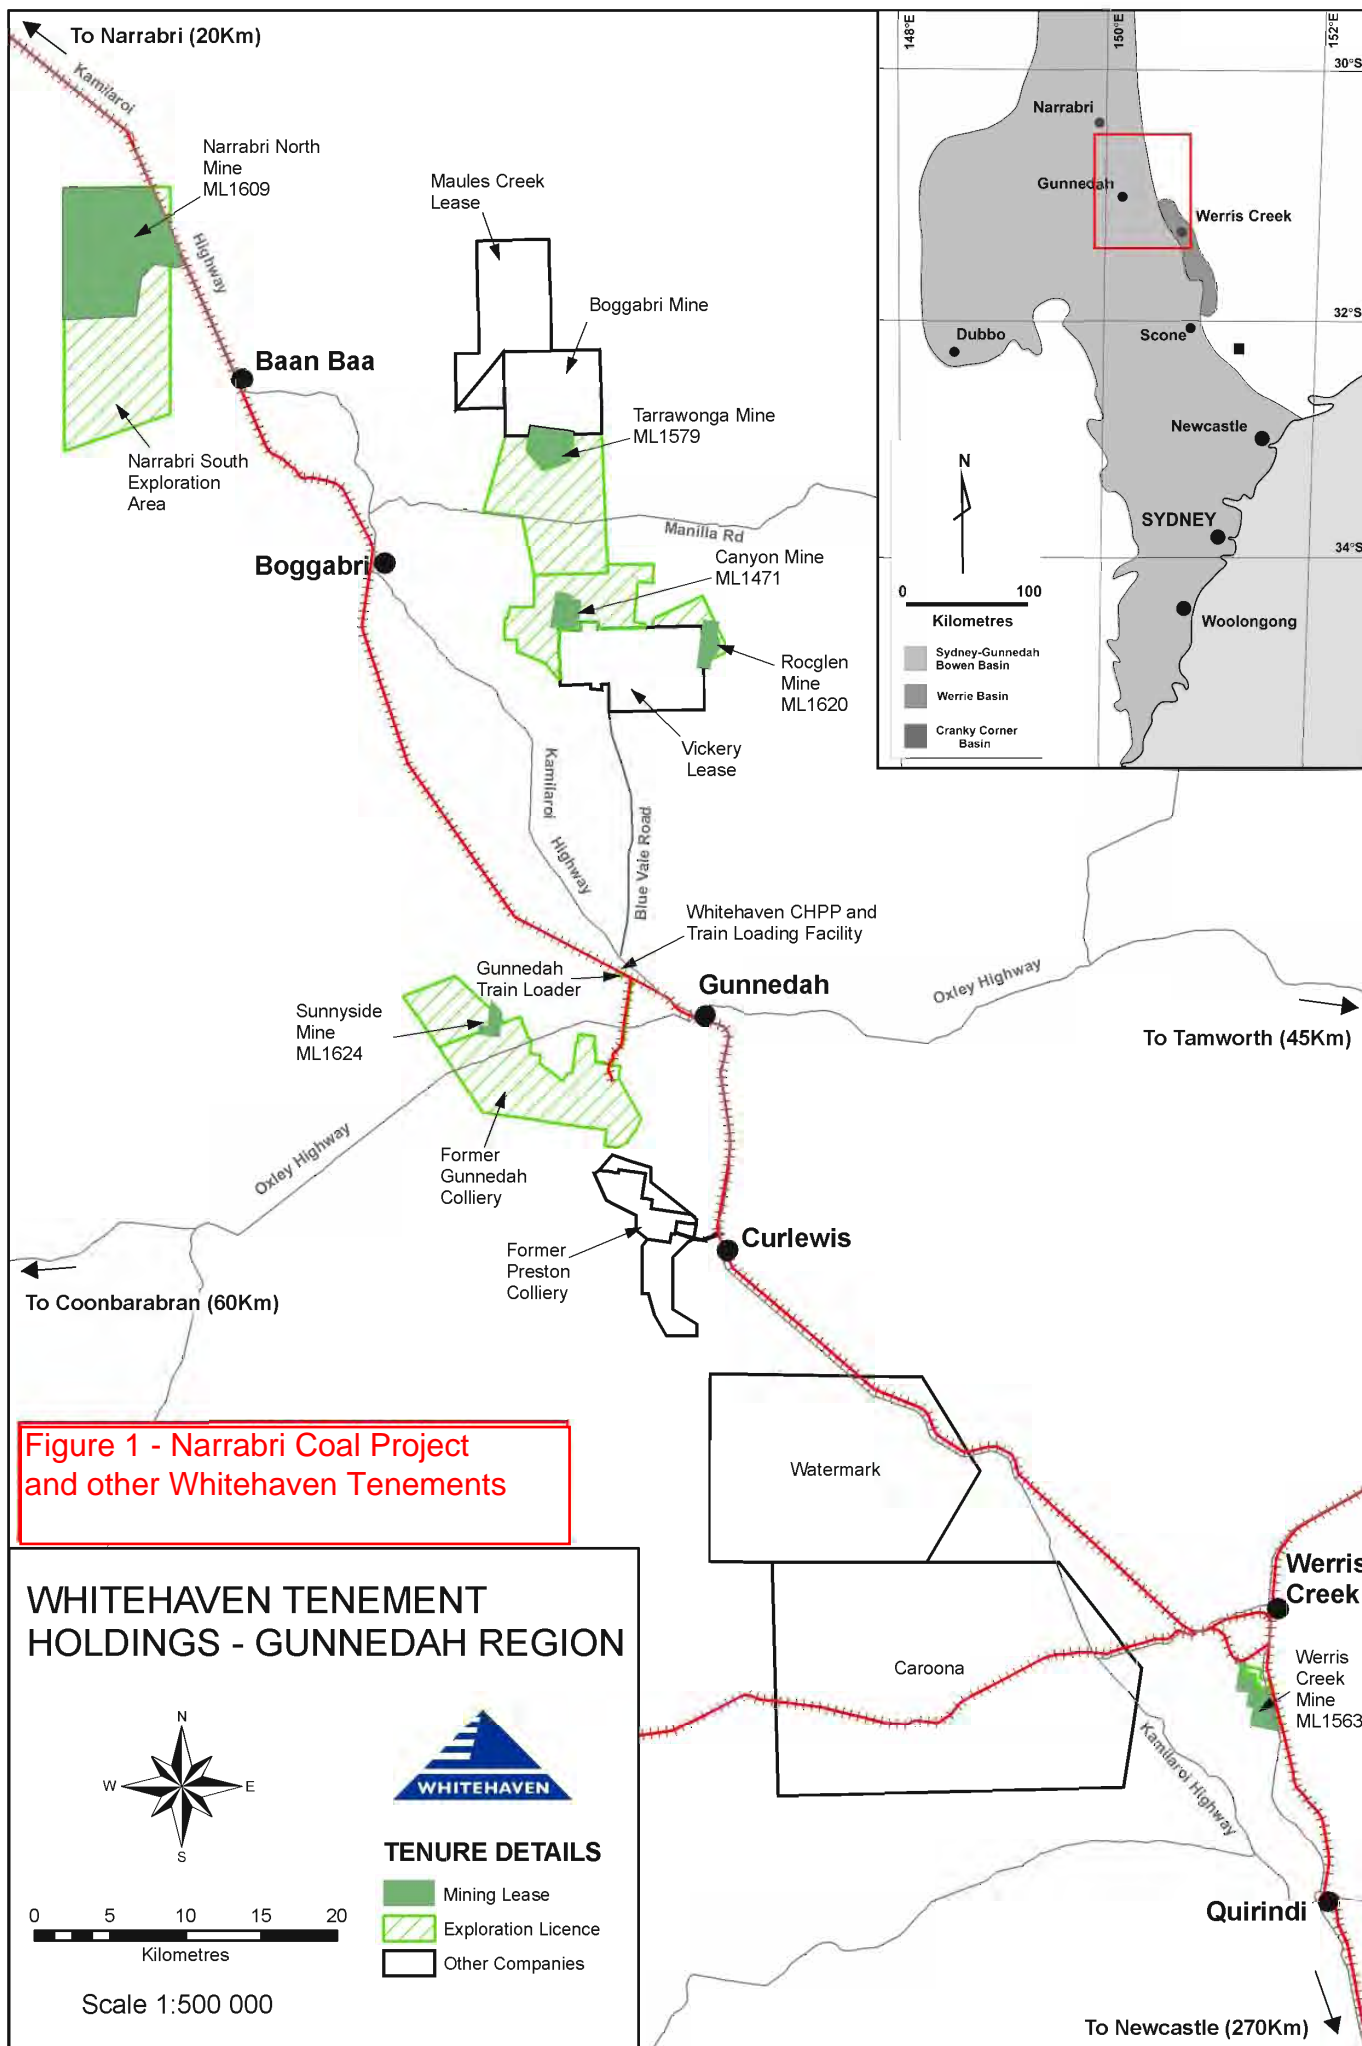 To Narrabri (20Km)
Kamilaroi
Highway
Narrabri North
Mine
ML1609
Maules Creek
Lease
Boggabri Mine
Baan Baa
Tarrawonga Mine
ML1579
Narrabri South
Exploration
Area
Manilla Rd
Boggabri
Canyon Mine
ML1471
Rocglen
Mine
ML1620
Vickery
Lease
Kamilaroi
Highway
Blue Vale Road
Whitehaven CHPP and
Train Loading Facility
Gunnedah
Train Loader
Gunnedah
Oxley Highway
Sunnyside
Mine
ML1624
To Tamworth (45Km)
Oxley Highway
Former
Gunnedah
Colliery
Former
Preston
Colliery
Curlewis
To Coonbarabran (60Km)
Watermark
Caroona
Werris
Creek
Werris
Creek
Mine
ML1563
Kamilaroi Highway
Quirindi
To Newcastle (270Km)
148°E
150°E
152°E
30°S
Narrabri
Gunnedah
Werris Creek
32°S
Dubbo
Scone
Newcastle
N
SYDNEY
34°S
0 100
Kilometres
Woolongong
Sydney-Gunnedah
Bowen Basin
Werrie Basin
Cranky Corner
Basin
Figure 1 - Narrabri Coal Project
and other Whitehaven Tenements
WHITEHAVEN TENEMENT
HOLDINGS - GUNNEDAH REGION
N
W E
S
WHITEHAVEN
TENURE DETAILS
Mining Lease
Exploration Licence
Other Companies
0 5 10 15 20
Kilometres
Scale 1:500 000